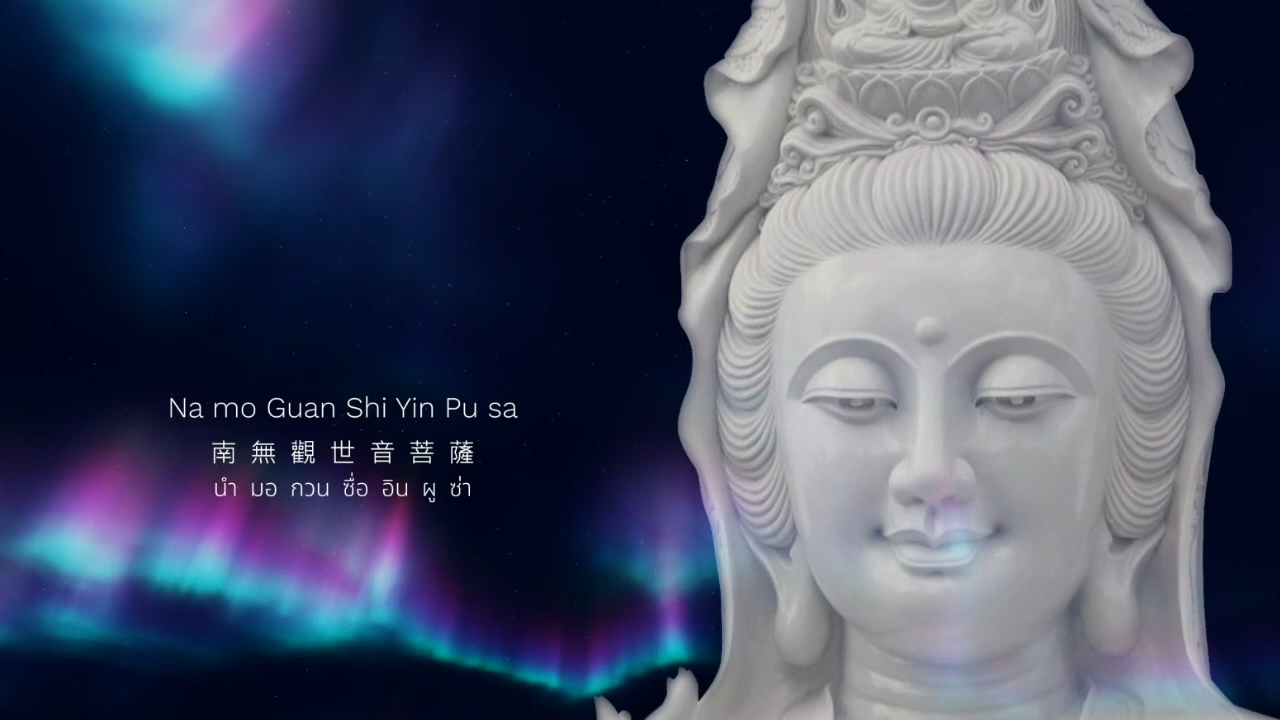 Na mo Guan Shi Yin Pu sa
南 無 觀 世 音 菩 薩
นำ มอ กวน ซื่อ อิน ผู ซ่า